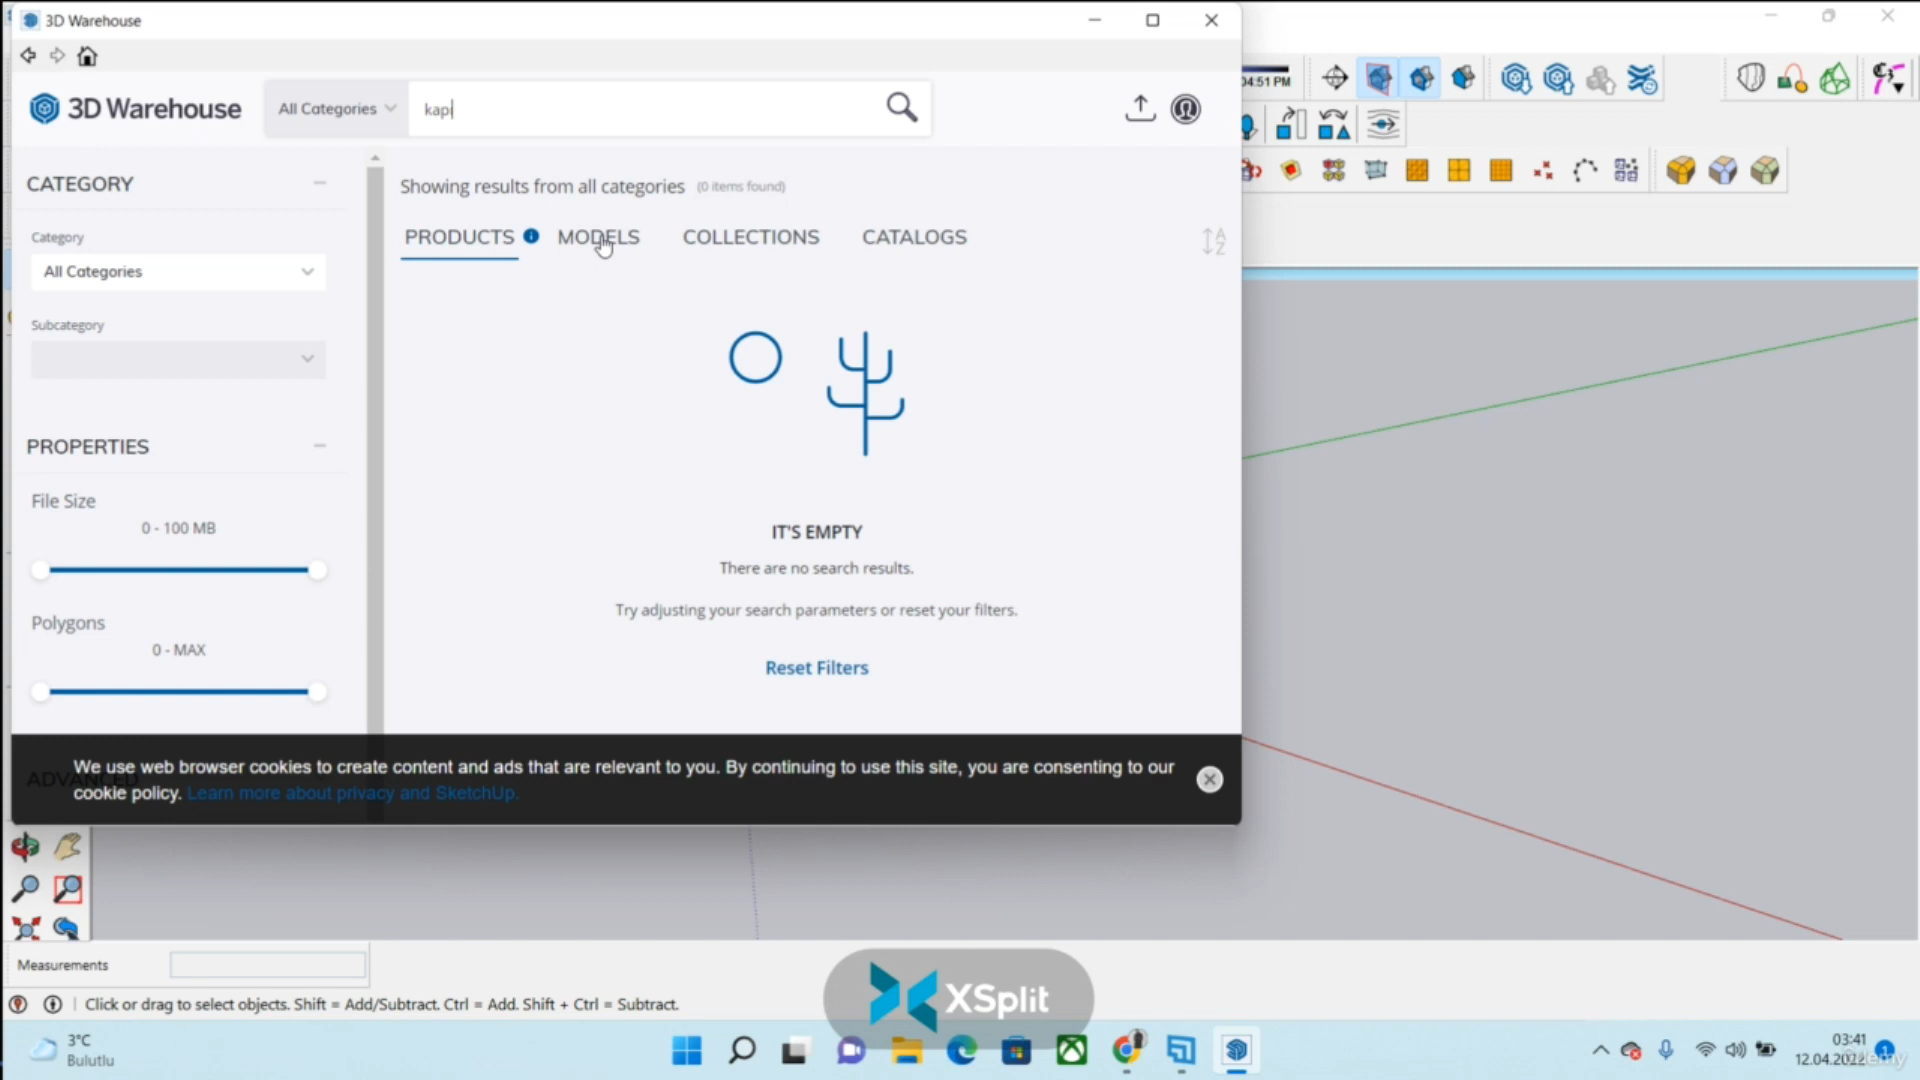 3D Warehouse
3D Warehouse
All Categories
kap
04:51 PM
CATEGORY
Category
All Categories
Subcategory
PROPERTIES
File Size
0 - 100 MB
Polygons
0 - MAX
ADVANCED
Showing results from all categories (0 items found)
PRODUCTS
MODELS
COLLECTIONS
CATALOGS
IT'S EMPTY
There are no search results.
Try adjusting your search parameters or reset your filters.
Reset Filters
We use web browser cookies to create content and ads that are relevant to you. By continuing to use this site, you are consenting to our
cookie policy. Learn more about privacy and SketchUp.
Measurements
XSplit
Click or drag to select objects. Shift = Add/Subtract. Ctrl = Add. Shift + Ctrl = Subtract.
3°C
Bulutlu
03:41
12.04.2022